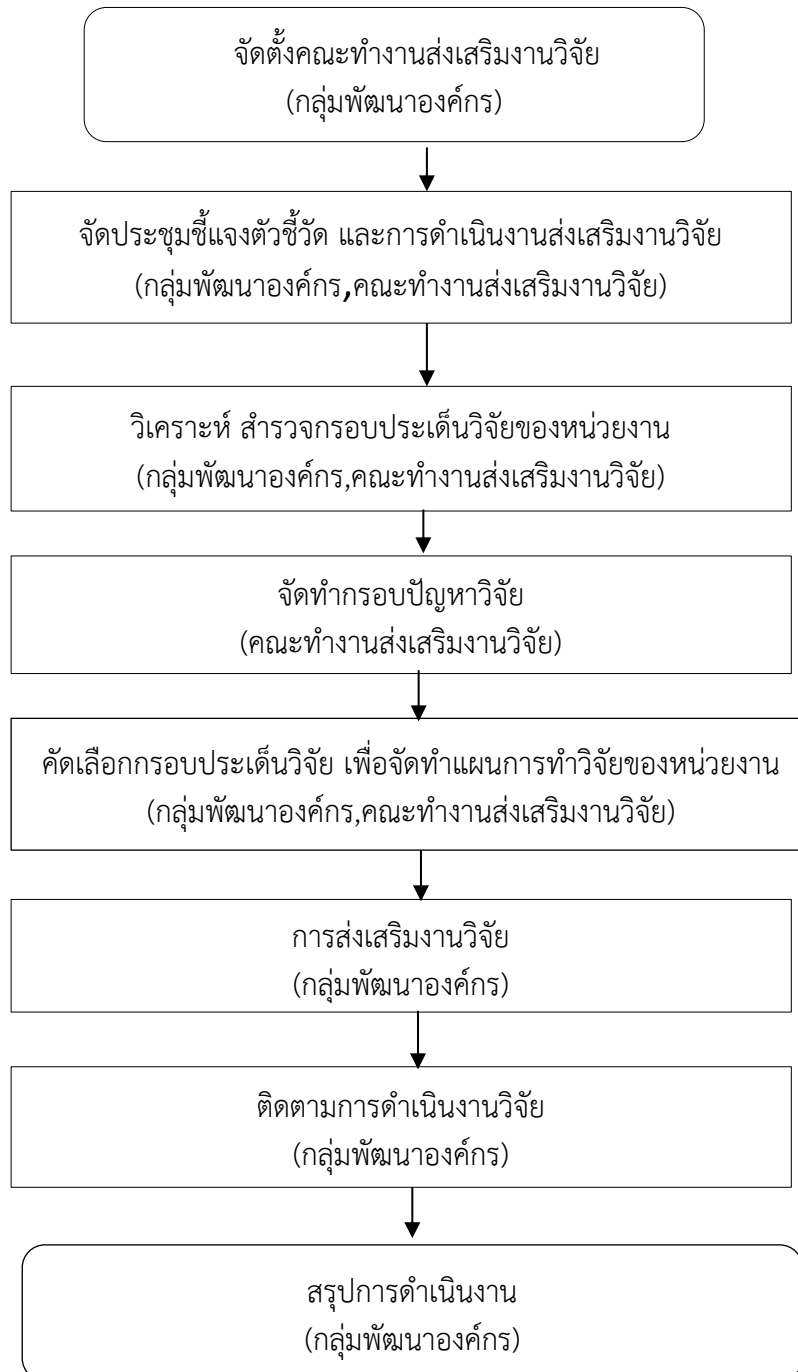 จัดตั้งคณะทำงานส่งเสริมงานวิจัย
(กลุ่มพัฒนาองค์กร)
จัดประชุมชี้แจงตัวชี้วัด และการดำเนินงานส่งเสริมงานวิจัย
(กลุ่มพัฒนาองค์กร,คณะทำงานส่งเสริมงานวิจัย)
วิเคราะห์ สำรวจกรอบประเด็นวิจัยของหน่วยงาน
(กลุ่มพัฒนาองค์กร,คณะทำงานส่งเสริมงานวิจัย)
จัดทำกรอบปัญหาวิจัย
(คณะทำงานส่งเสริมงานวิจัย)
คัดเลือกกรอบประเด็นวิจัย เพื่อจัดทำแผนการทำวิจัยของหน่วยงาน
(กลุ่มพัฒนาองค์กร,คณะทำงานส่งเสริมงานวิจัย)
การส่งเสริมงานวิจัย
(กลุ่มพัฒนาองค์กร)
ติดตามการดำเนินงานวิจัย
(กลุ่มพัฒนาองค์กร)
สรุปการดำเนินงาน
(กลุ่มพัฒนาองค์กร)